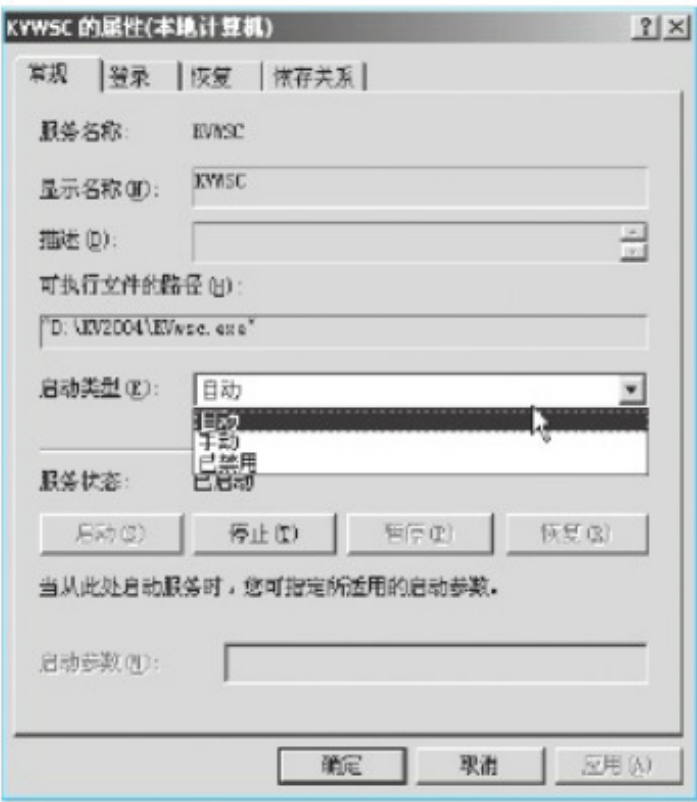 KVWSC 的属性(本地计算机)
常规 登录 恢复 依存关系
服务名称: KVWSC
显示名称(N): KVWSC
描述(D):
可执行文件的路径(H):
"D:\KV2004\KVwsc.exe"
启动类型(E): 自动
自动
手动
已禁用
服务状态: 已启动
启动(S) 停止(T) 暂停(P) 恢复(R)
当从此处启动服务时，您可指定所适用的启动参数。
启动参数(M):
确定 取消 应用(A)